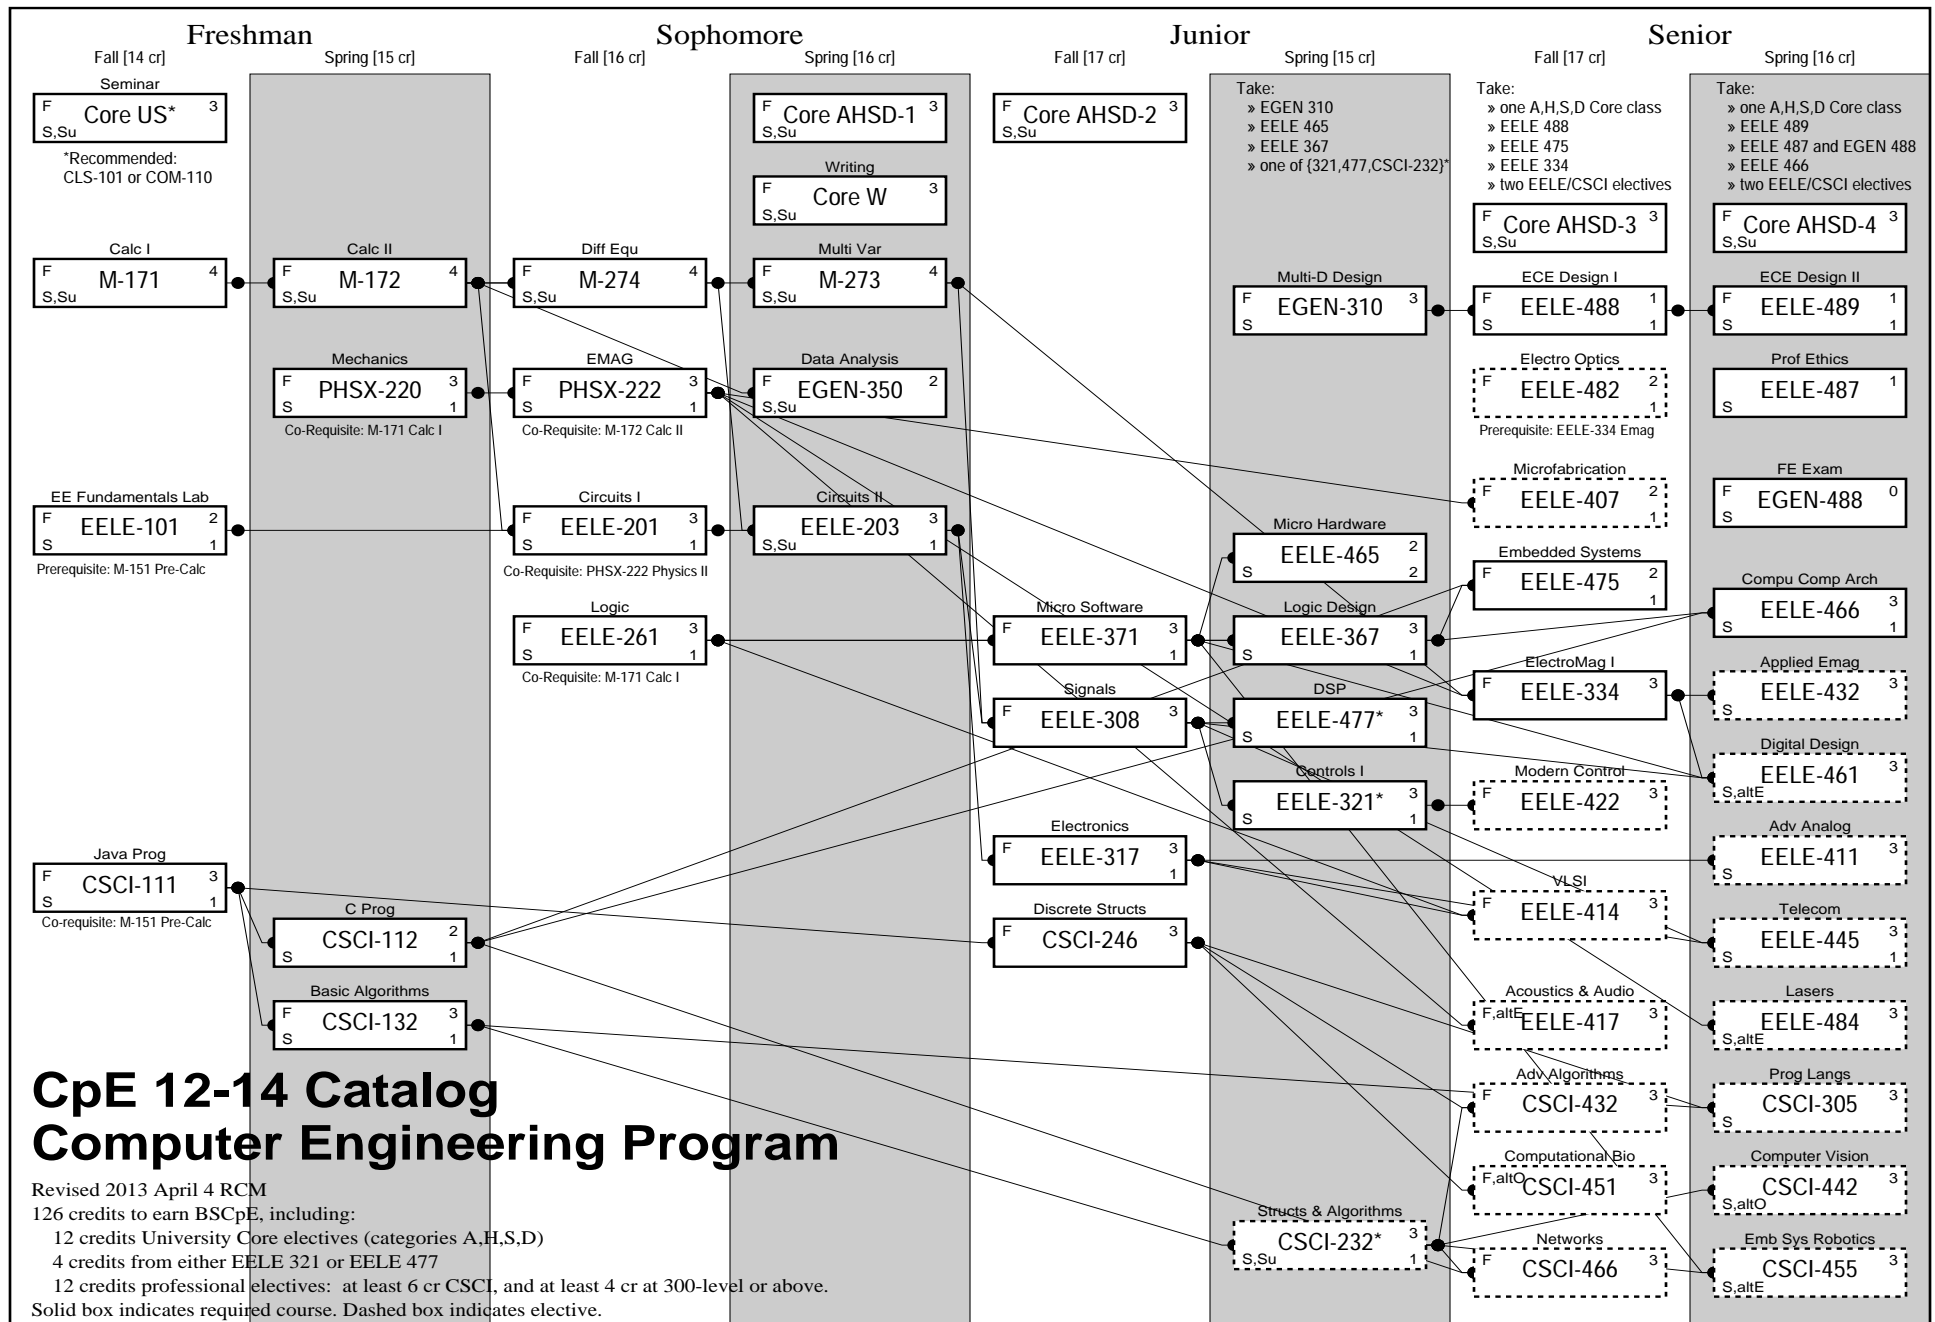 Freshman
Sophomore
Junior
Senior
Fall [14 cr]
Spring [15 cr]
Fall [16 cr]
Spring [16 cr]
Fall [17 cr]
Spring [15 cr]
Fall [17 cr]
Spring [16 cr]
Seminar
F Core US* 3
S,Su
*Recommended:
CLS-101 or COM-110
Calc I
F M-171 4
S,Su
EE Fundamentals Lab
F EELE-101 2
S 1
Prerequisite: M-151 Pre-Calc
Java Prog
F CSCI-111 3
S 1
Co-requisite: M-151 Pre-Calc
Calc II
F M-172 4
S,Su
Mechanics
F PHSX-220 3
S 1
Co-Requisite: M-171 Calc I
C Prog
CSCI-112 2
S 1
Basic Algorithms
F CSCI-132 3
S 1
Diff Equ
F M-274 4
S,Su
EMAG
F PHSX-222 3
S 1
Co-Requisite: M-172 Calc II
Circuits I
F EELE-201 3
S 1
Co-Requisite: PHSX-222 Physics II
Logic
F EELE-261 3
S 1
Co-Requisite: M-171 Calc I
F Core AHSD-1 3
S,Su
Writing
F Core W 3
S,Su
Multi Var
F M-273 4
S,Su
Data Analysis
F EGEN-350 2
S,Su
Circuits II
F EELE-203 3
S,Su 1
F Core AHSD-2 3
S,Su
Micro Software
F EELE-371 3
1
Signals
F EELE-308 3
Electronics
F EELE-317 3
1
Discrete Structs
F CSCI-246 3
Take:
» EGEN 310
» EELE 465
» EELE 367
» one of {321,477,CSCI-232}*
Multi-D Design
F EGEN-310 3
S
Micro Hardware
EELE-465 2
S 2
Logic Design
EELE-367 3
S 1
DSP
EELE-477* 3
S 1
Controls I
EELE-321* 3
S 1
Structs & Algorithms
CSCI-232* 3
S,Su 1
Take:
» one A,H,S,D Core class
» EELE 488
» EELE 475
» EELE 334
» two EELE/CSCI electives
F Core AHSD-3 3
S,Su
ECE Design I
F EELE-488 1
S 1
Electro Optics
F EELE-482 2
1
Prerequisite: EELE-334 Emag
Microfabrication
F EELE-407 2
1
Embedded Systems
F EELE-475 2
1
ElectroMag I
F EELE-334 3
Modern Control
F EELE-422 3
VLSI
F EELE-414 3
Acoustics & Audio
F,altE EELE-417 3
Adv Algorithms
F CSCI-432 3
Computational Bio
F,altO CSCI-451 3
Networks
F CSCI-466 3
Take:
» one A,H,S,D Core class
» EELE 489
» EELE 487 and EGEN 488
» EELE 466
» two EELE/CSCI electives
F Core AHSD-4 3
S,Su
ECE Design II
F EELE-489 1
S 1
Prof Ethics
EELE-487 1
S
FE Exam
F EGEN-488 0
S
Compu Comp Arch
EELE-466 3
S 1
Applied Emag
EELE-432 3
S
Digital Design
EELE-461 3
S,altE
Adv Analog
EELE-411 3
S
Telecom
EELE-445 3
S 1
Lasers
EELE-484 3
S,altE
Prog Langs
CSCI-305 3
S
Computer Vision
CSCI-442 3
S,altO
Emb Sys Robotics
CSCI-455 3
S,altE
CpE 12-14 Catalog
Computer Engineering Program
Revised 2013 April 4 RCM
126 credits to earn BSCpE, including:
12 credits University Core electives (categories A,H,S,D)
4 credits from either EELE 321 or EELE 477
12 credits professional electives: at least 6 cr CSCI, and at least 4 cr at 300-level or above.
Solid box indicates required course. Dashed box indicates elective.